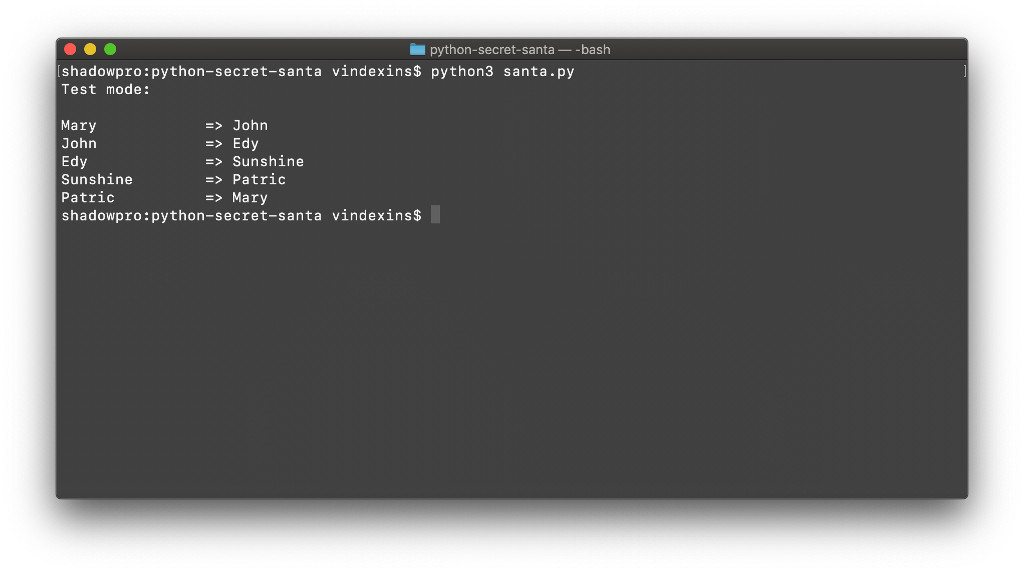 python-secret-santa — -bash
[shadowpro:python-secret-santa vindexins$ python3 santa.py ]
Test mode:
Mary => John
John => Edy
Edy => Sunshine
Sunshine => Patric
Patric => Mary
shadowpro:python-secret-santa vindexins$